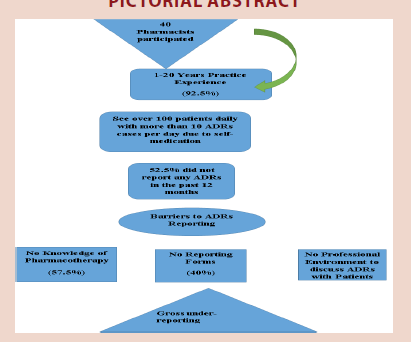 PICTORIAL ABSTRACT
40
Pharmacists
participated
1-20 Years Practice
Experience
(92.5%)
See over 100 patients daily
with more than 10 ADRs
cases per day due to self-
medication
52.5% did not
report any ADRs
in the past 12
months
Barriers to ADRs
Reporting
No Knowledge of
Pharmacotherapy
(57.5%)
No Reporting
Forms
(40%)
No Professional
Environment to
discuss ADRs
with Patients
Gross under-
reporting